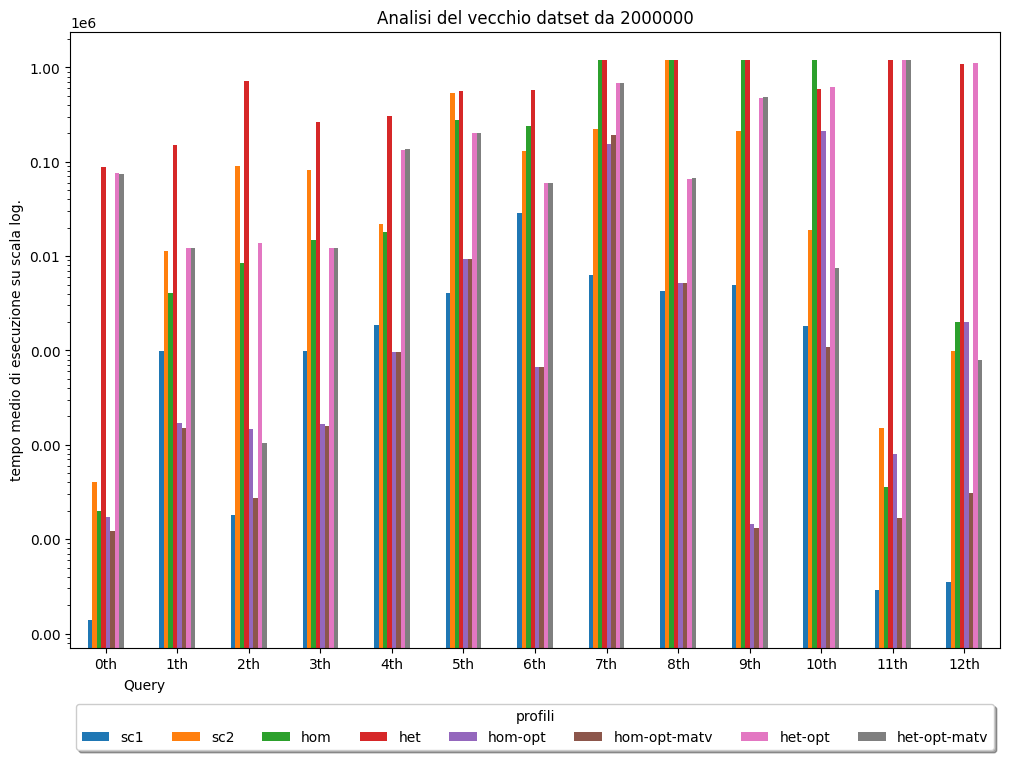 Analisi del vecchio datset da 2000000
1e6
1.00
0.10
0.01
0.00
0.00
0.00
0.00
tempo medio di esecuzione su scala log.
0th 1th 2th 3th 4th 5th 6th 7th 8th 9th 10th 11th 12th
Query
profili
sc1 sc2 hom het hom-opt hom-opt-matv het-opt het-opt-matv